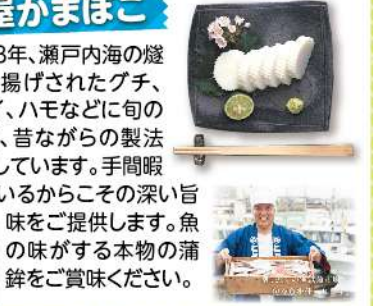 屋かまぼこ
8年、瀬戸内海の燧
揚げされたグチ、
、ハモなどに旬の
、昔ながらの製法
しています。手間暇
いるからこその深い旨
味をご提供します。魚
の味がする本物の蒲
鉾をご賞味ください。